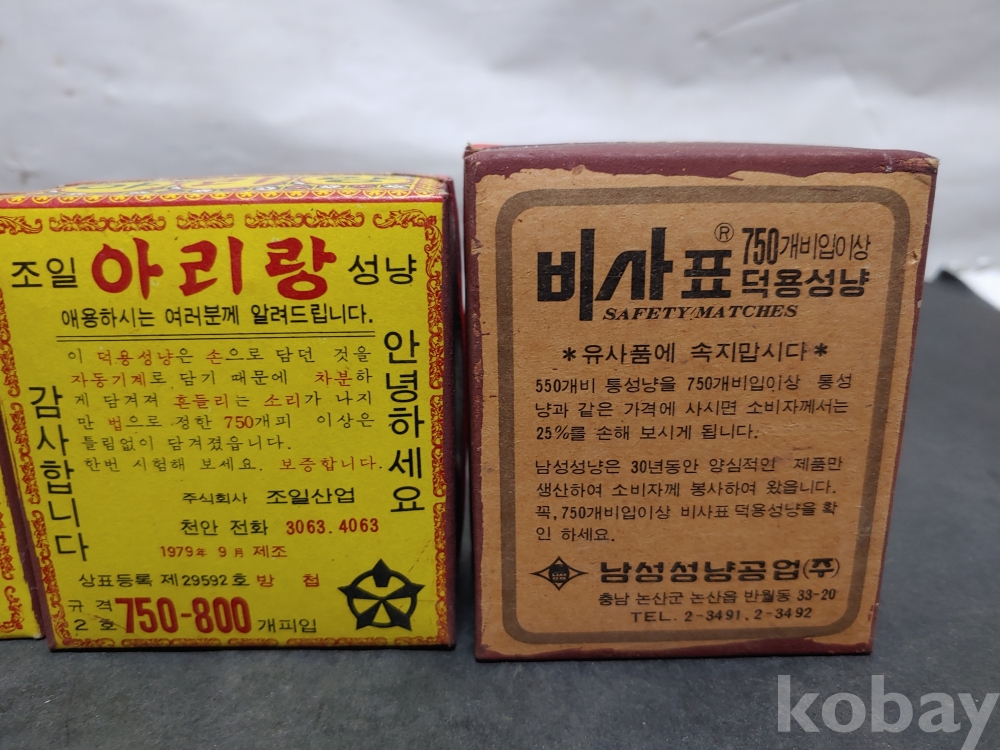 조일 아리랑 성냥
애용하시는 여러분께 알려드립니다.
안녕하세요
감사합니다
이 덕용성냥은 손으로 담던 것을
자동기계로 담기 때문에 차분하
게 담겨져 흔들리는 소리가 나지
만 법으로 정한 750개피 이상은
틀림없이 담겨졌읍니다.
한번 시험해 보세요. 보증합니다.
주식회사 조일산업
천안 전화 3063. 4063
1979年 9月 제조
상표등록 제29592호 방 첩
규격
2호 750-800 개피입
비사표 ® 750개비입이상
덕용성냥
SAFETY/MATCHES
*유사품에 속지맙시다*
550개비 통성냥을 750개비입이상 통성
냥과 같은 가격에 사시면 소비자께서는
25%를 손해 보시게 됩니다.
남성성냥은 30년동안 양심적인 제품만
생산하여 소비자께 봉사하여 왔읍니다.
꼭, 750개비입이상 비사표 덕용성냥을 확
인 하세요.
남성성냥공업(주)
충남 논산군 논산읍 반월동 33-20
TEL. 2-3491, 2-3492
kobay